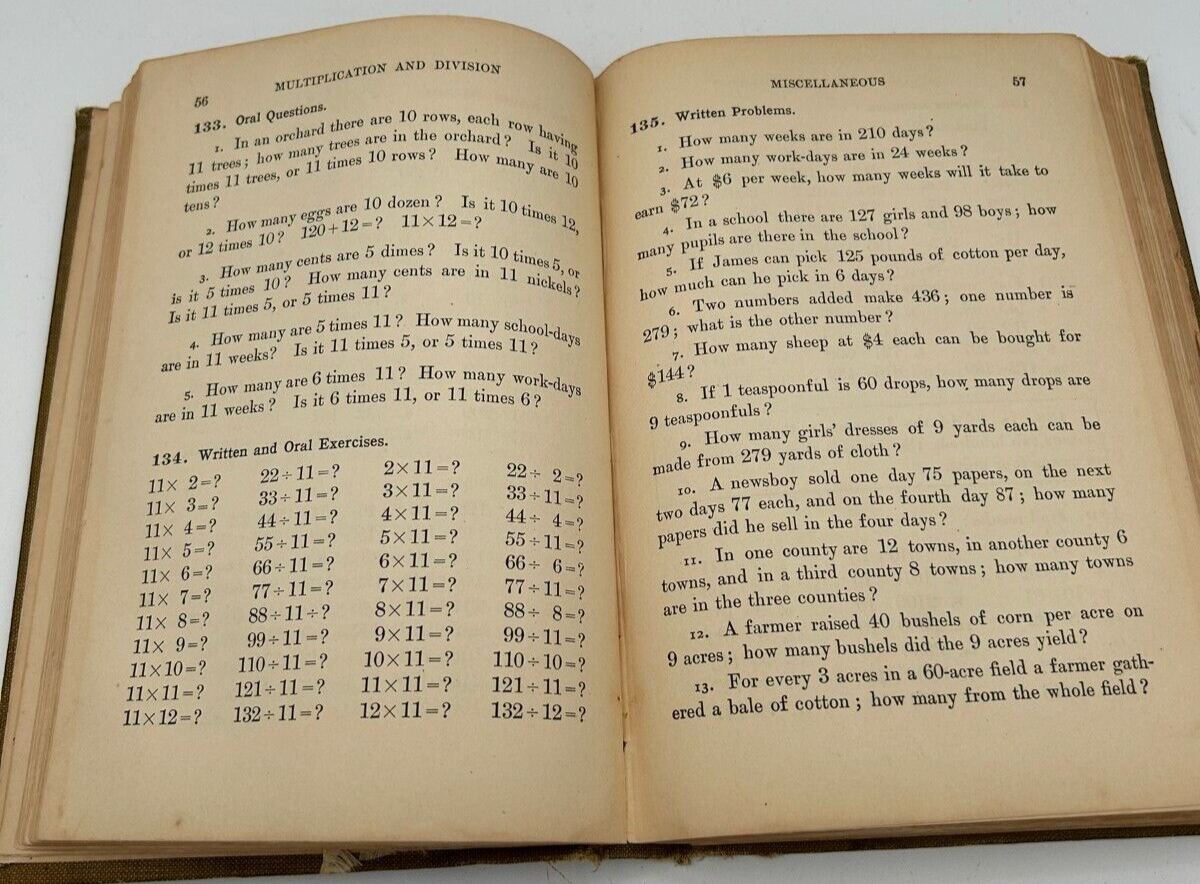 56
MULTIPLICATION AND DIVISION
133. Oral Questions.
1. In an orchard there are 10 rows, each row having
11 trees; how many trees are in the orchard? Is it 10
times 11 trees, or 11 times 10 rows? How many are 10
tens?
2. How many eggs are 10 dozen? Is it 10 times 12,
or 12 times 10? 120+12=? 11×12=?
3. How many cents are 5 dimes? Is it 10 times 5, or
is it 5 times 10? How many cents are in 11 nickels?
Is it 11 times 5, or 5 times 11?
4. How many are 5 times 11? How many school-days
are in 11 weeks? Is it 11 times 5, or 5 times 11?
5. How many are 6 times 11? How many work-days
are in 11 weeks? Is it 6 times 11, or 11 times 6?
134. Written and Oral Exercises.
11× 2=? 22÷11=? 2×11=? 22÷ 2=?
11× 3=? 33÷11=? 3×11=? 33÷11=?
11× 4=? 44÷11=? 4×11=? 44÷ 4=?
11× 5=? 55÷11=? 5×11=? 55÷11=?
11× 6=? 66÷11=? 6×11=? 66÷ 6=?
11× 7=? 77÷11=? 7×11=? 77÷11=?
11× 8=? 88÷11÷? 8×11=? 88÷ 8=?
11× 9=? 99÷11=? 9×11=? 99÷11=?
11×10=? 110÷11=? 10×11=? 110÷10=?
11×11=? 121÷11=? 11×11=? 121÷11=?
11×12=? 132÷11=? 12×11=? 132÷12=?
MISCELLANEOUS
57
135. Written Problems.
1. How many weeks are in 210 days?
2. How many work-days are in 24 weeks?
3. At $6 per week, how many weeks will it take to
earn $72?
4. In a school there are 127 girls and 98 boys; how
many pupils are there in the school?
5. If James can pick 125 pounds of cotton per day,
how much can he pick in 6 days?
6. Two numbers added make 436; one number is
279; what is the other number?
7. How many sheep at $4 each can be bought for
$144?
8. If 1 teaspoonful is 60 drops, how many drops are
9 teaspoonfuls?
9. How many girls' dresses of 9 yards each can be
made from 279 yards of cloth?
10. A newsboy sold one day 75 papers, on the next
two days 77 each, and on the fourth day 87; how many
papers did he sell in the four days?
11. In one county are 12 towns, in another county 6
towns, and in a third county 8 towns; how many towns
are in the three counties?
12. A farmer raised 40 bushels of corn per acre on
9 acres; how many bushels did the 9 acres yield?
13. For every 3 acres in a 60-acre field a farmer gath-
ered a bale of cotton; how many from the whole field?